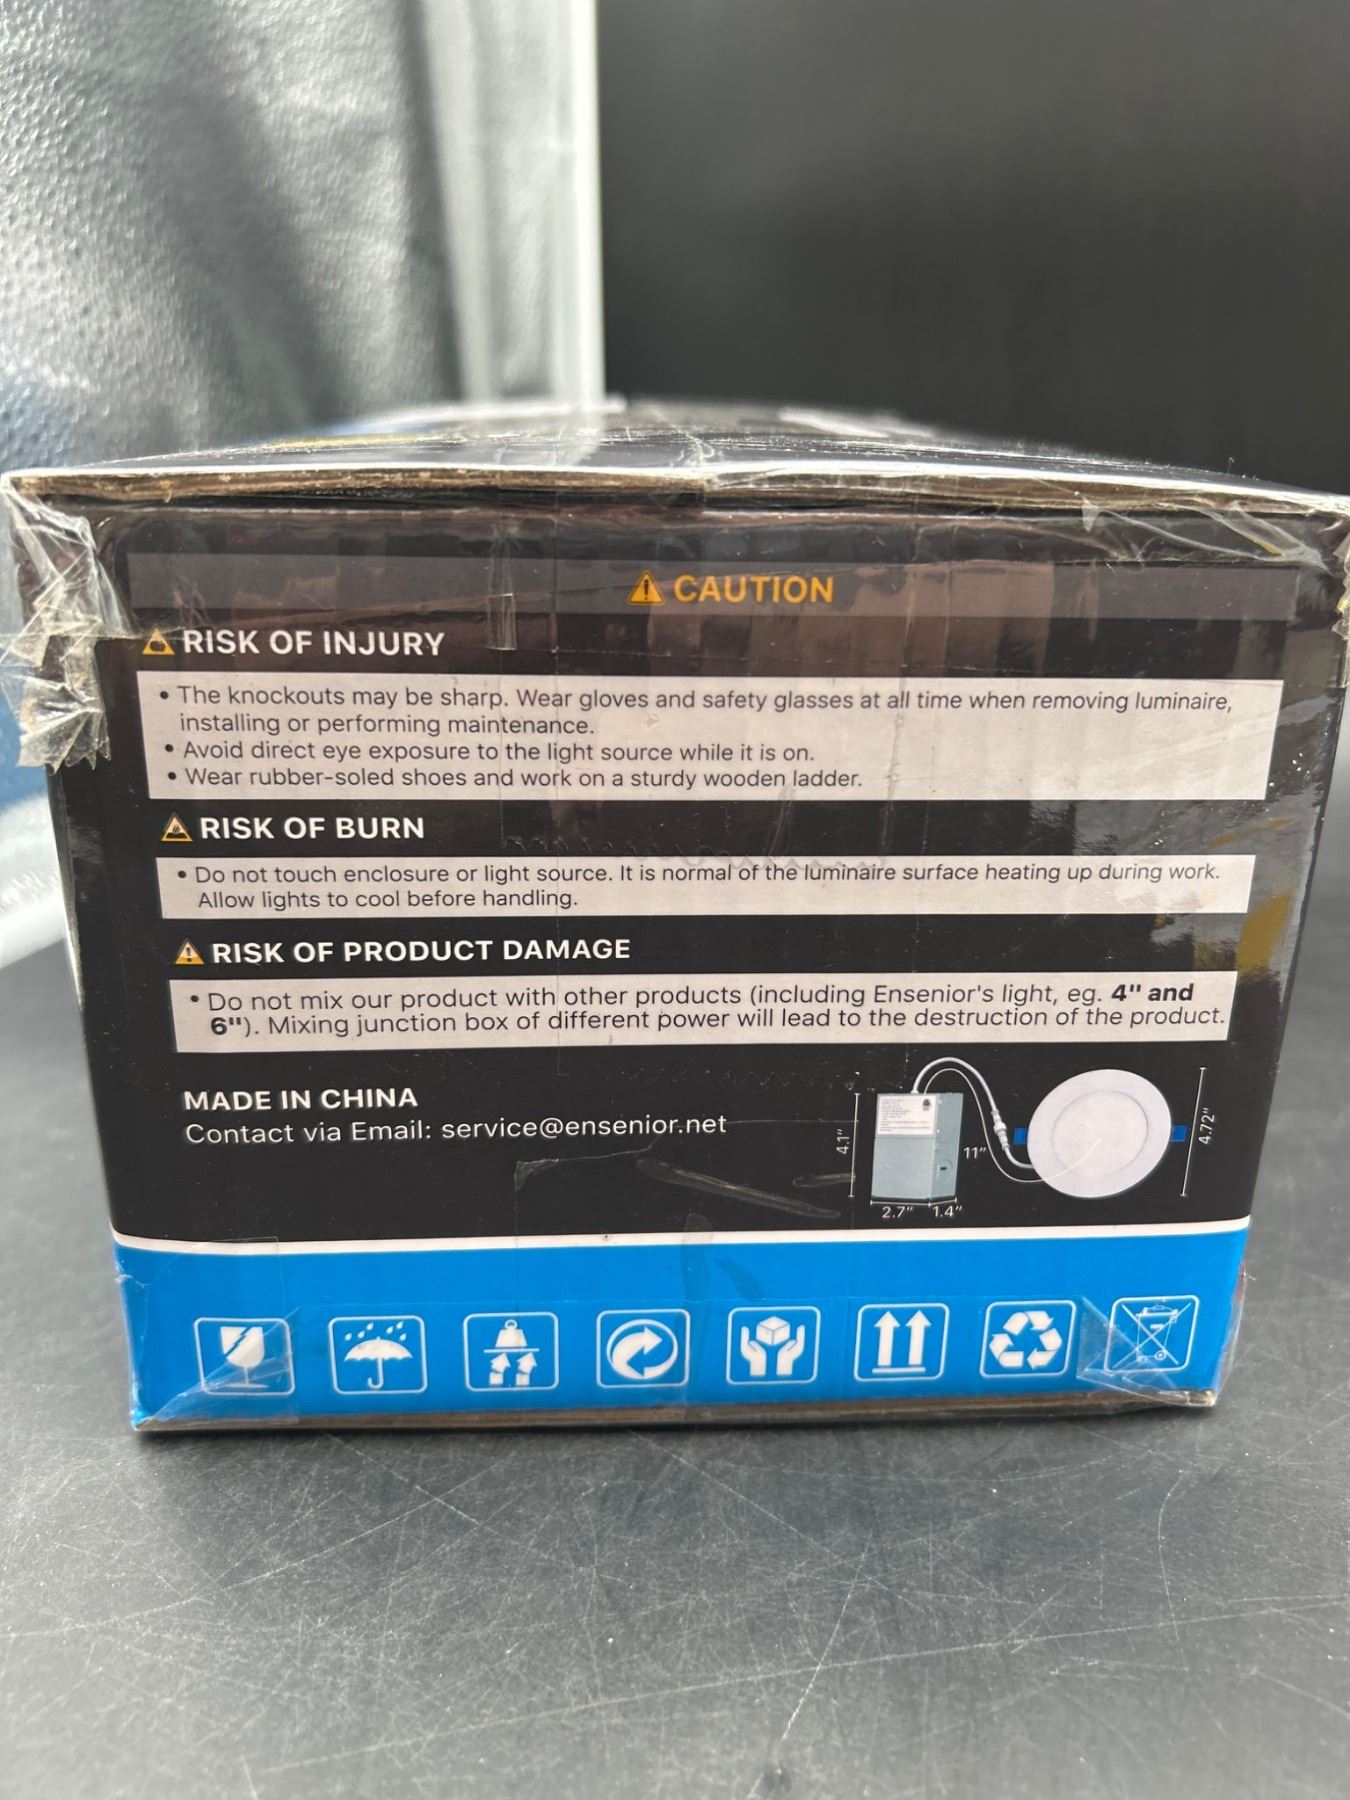 CAUTION
RISK OF INJURY
• The knockouts may be sharp. Wear gloves and safety glasses at all time when removing luminaire,
installing or performing maintenance.
• Avoid direct eye exposure to the light source while it is on.
• Wear rubber-soled shoes and work on a sturdy wooden ladder.
RISK OF BURN
• Do not touch enclosure or light source. It is normal of the luminaire surface heating up during work.
Allow lights to cool before handling.
RISK OF PRODUCT DAMAGE
• Do not mix our product with other products (including Ensenior's light, eg. 4" and
6"). Mixing junction box of different power will lead to the destruction of the product.
MADE IN CHINA
Contact via Email: service@ensenior.net
4.1"
11"
4.72"
2.7" 1.4"